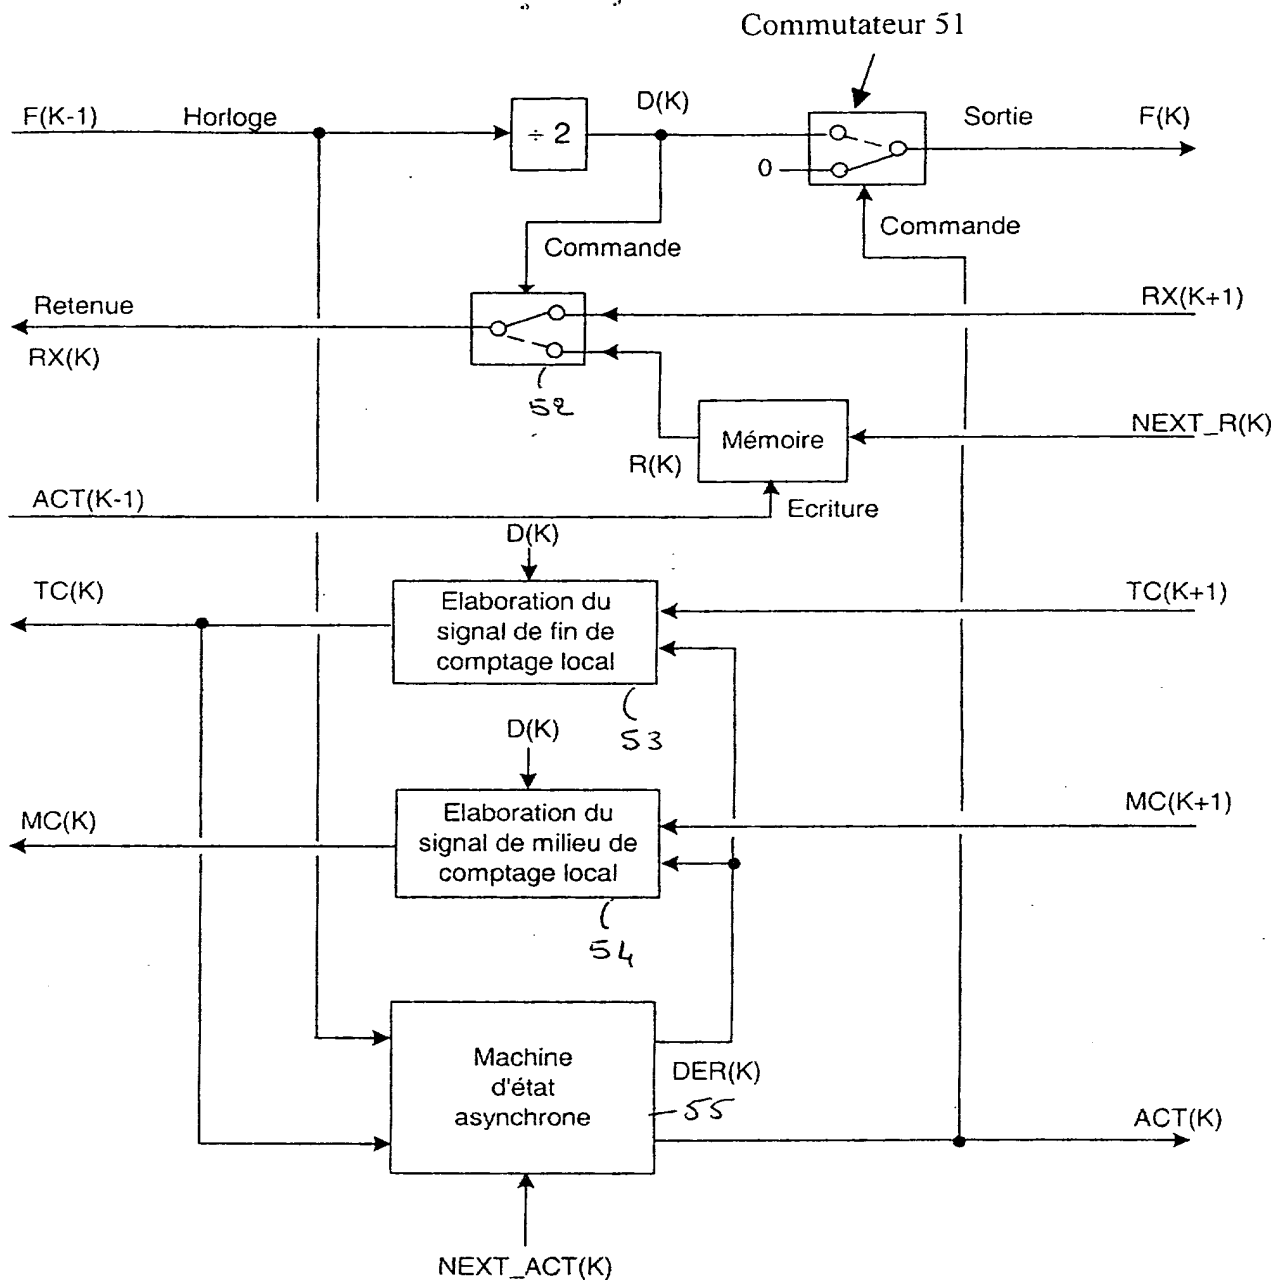 Commutateur 51
F(K-1)
Horloge
÷ 2
D(K)
Sortie
F(K)
0
Commande
Commande
Retenue
RX(K+1)
RX(K)
52
Mémoire
NEXT_R(K)
R(K)
ACT(K-1)
Ecriture
D(K)
TC(K)
Elaboration du
signal de fin de
comptage local
TC(K+1)
53
D(K)
MC(K)
Elaboration du
signal de milieu de
comptage local
MC(K+1)
54
Machine
d'état
asynchrone
DER(K)
55
ACT(K)
NEXT_ACT(K)